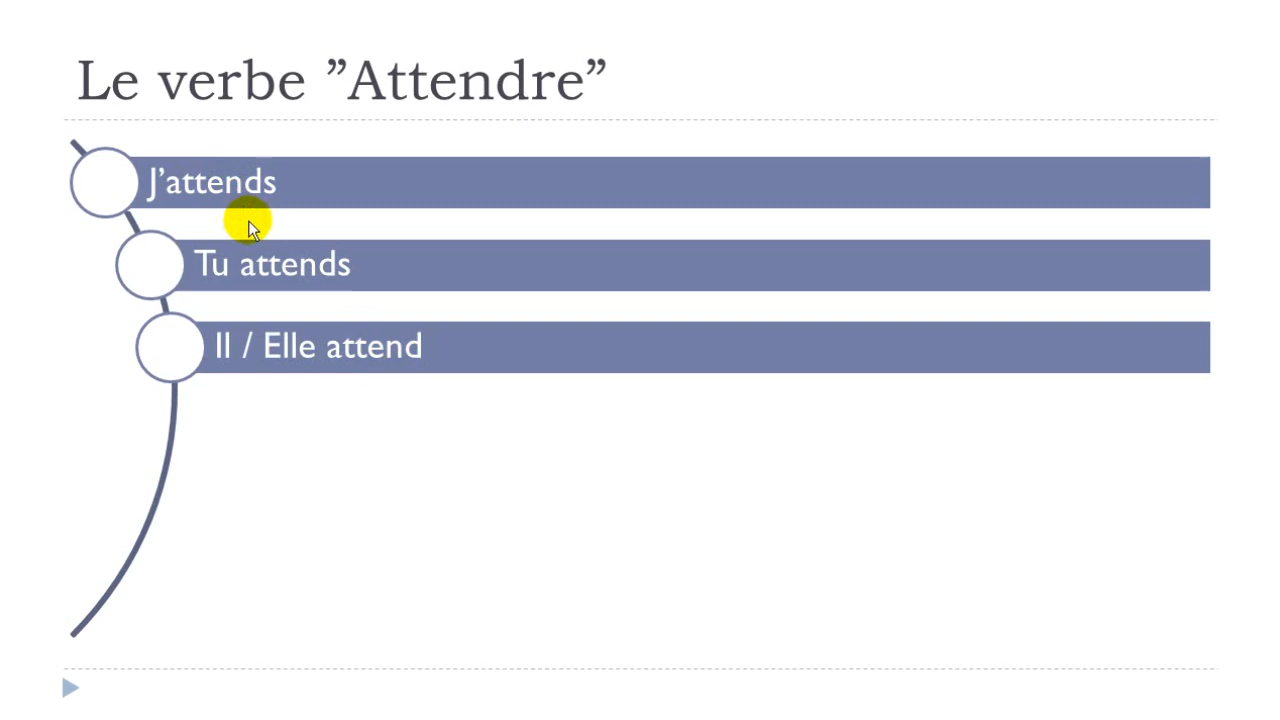 Le verbe ”Attendre”
J’attends
Tu attends
Il / Elle attend